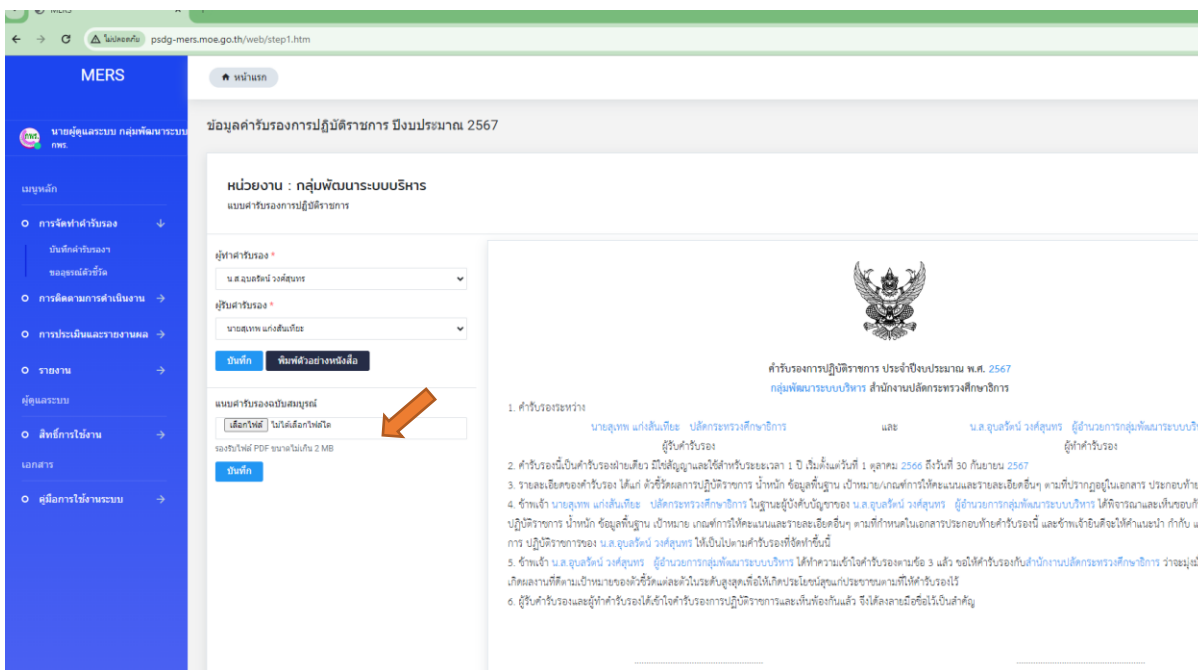 MERS
ไม่ปลอดภัย psdg-mers.moe.go.th/web/step1.htm
MERS
หน้าแรก
นายผู้ดูแลระบบ กลุ่มพัฒนาระบบ
กพร.
กพร.
ข้อมูลคำรับรองการปฏิบัติราชการ ปีงบประมาณ 2567
เมนูหลัก
การจัดทำคำรับรอง
บันทึกคำรับรองฯ
ขออุธรณ์ตัวชี้วัด
การติดตามการดำเนินงาน
การประเมินและรายงานผล
รายงาน
ผู้ดูแลระบบ
สิทธิ์การใช้งาน
เอกสาร
คู่มือการใช้งานระบบ
หน่วยงาน : กลุ่มพัฒนาระบบบริหาร
แบบคำรับรองการปฏิบัติราชการ
ผู้ทำคำรับรอง *
น.ส.อุบลรัตน์ วงศ์สุนทร
ผู้รับคำรับรอง *
นายสุเทพ แก่งสันเทียะ
บันทึก พิมพ์ตัวอย่างหนังสือ
แนบคำรับรองฉบับสมบูรณ์
เลือกไฟล์ ไม่ได้เลือกไฟล์ใด
รองรับไฟล์ PDF ขนาดไม่เกิน 2 MB
บันทึก
คำรับรองการปฏิบัติราชการ ประจำปีงบประมาณ พ.ศ. 2567
กลุ่มพัฒนาระบบบริหาร สำนักงานปลัดกระทรวงศึกษาธิการ
1. คำรับรองระหว่าง
นายสุเทพ แก่งสันเทียะ ปลัดกระทรวงศึกษาธิการ และ น.ส.อุบลรัตน์ วงศ์สุนทร ผู้อำนวยการกลุ่มพัฒนาระบบบริ
ผู้รับคำรับรอง ผู้ทำคำรับรอง
2. คำรับรองนี้เป็นคำรับรองฝ่ายเดียว มิใช่สัญญาและใช้สำหรับระยะเวลา 1 ปี เริ่มตั้งแต่วันที่ 1 ตุลาคม 2566 ถึงวันที่ 30 กันยายน 2567
3. รายละเอียดของคำรับรอง ได้แก่ ตัวชี้วัดผลการปฏิบัติราชการ น้ำหนัก ข้อมูลพื้นฐาน เป้าหมาย/เกณฑ์การให้คะแนนและรายละเอียดอื่นๆ ตามที่ปรากฏอยู่ในเอกสาร ประกอบท้าย
4. ข้าพเจ้า นายสุเทพ แก่งสันเทียะ ปลัดกระทรวงศึกษาธิการ ในฐานะผู้บังคับบัญชาของ น.ส.อุบลรัตน์ วงศ์สุนทร ผู้อำนวยการกลุ่มพัฒนาระบบบริหาร ได้พิจารณาและเห็นชอบกั
ปฏิบัติราชการ น้ำหนัก ข้อมูลพื้นฐาน เป้าหมาย เกณฑ์การให้คะแนนและรายละเอียดอื่นๆ ตามที่กำหนดในเอกสารประกอบท้ายคำรับรองนี้ และข้าพเจ้ายินดีจะให้คำแนะนำ กำกับ แ
การ ปฏิบัติราชการของ น.ส.อุบลรัตน์ วงศ์สุนทร ให้เป็นไปตามคำรับรองที่จัดทำขึ้นนี้
5. ข้าพเจ้า น.ส.อุบลรัตน์ วงศ์สุนทร ผู้อำนวยการกลุ่มพัฒนาระบบบริหาร ได้ทำความเข้าใจคำรับรองตามข้อ 3 แล้ว ขอให้คำรับรองกับสำนักงานปลัดกระทรวงศึกษาธิการ ว่าจะมุ่งมั
เกิดผลงานที่ดีตามเป้าหมายของตัวชี้วัดแต่ละตัวในระดับสูงสุดเพื่อให้เกิดประโยชน์สุขแก่ประชาชนตามที่ให้คำรับรองไว้
6. ผู้รับคำรับรองและผู้ทำคำรับรองได้เข้าใจคำรับรองการปฏิบัติราชการและเห็นพ้องกันแล้ว จึงได้ลงลายมือชื่อไว้เป็นสำคัญ